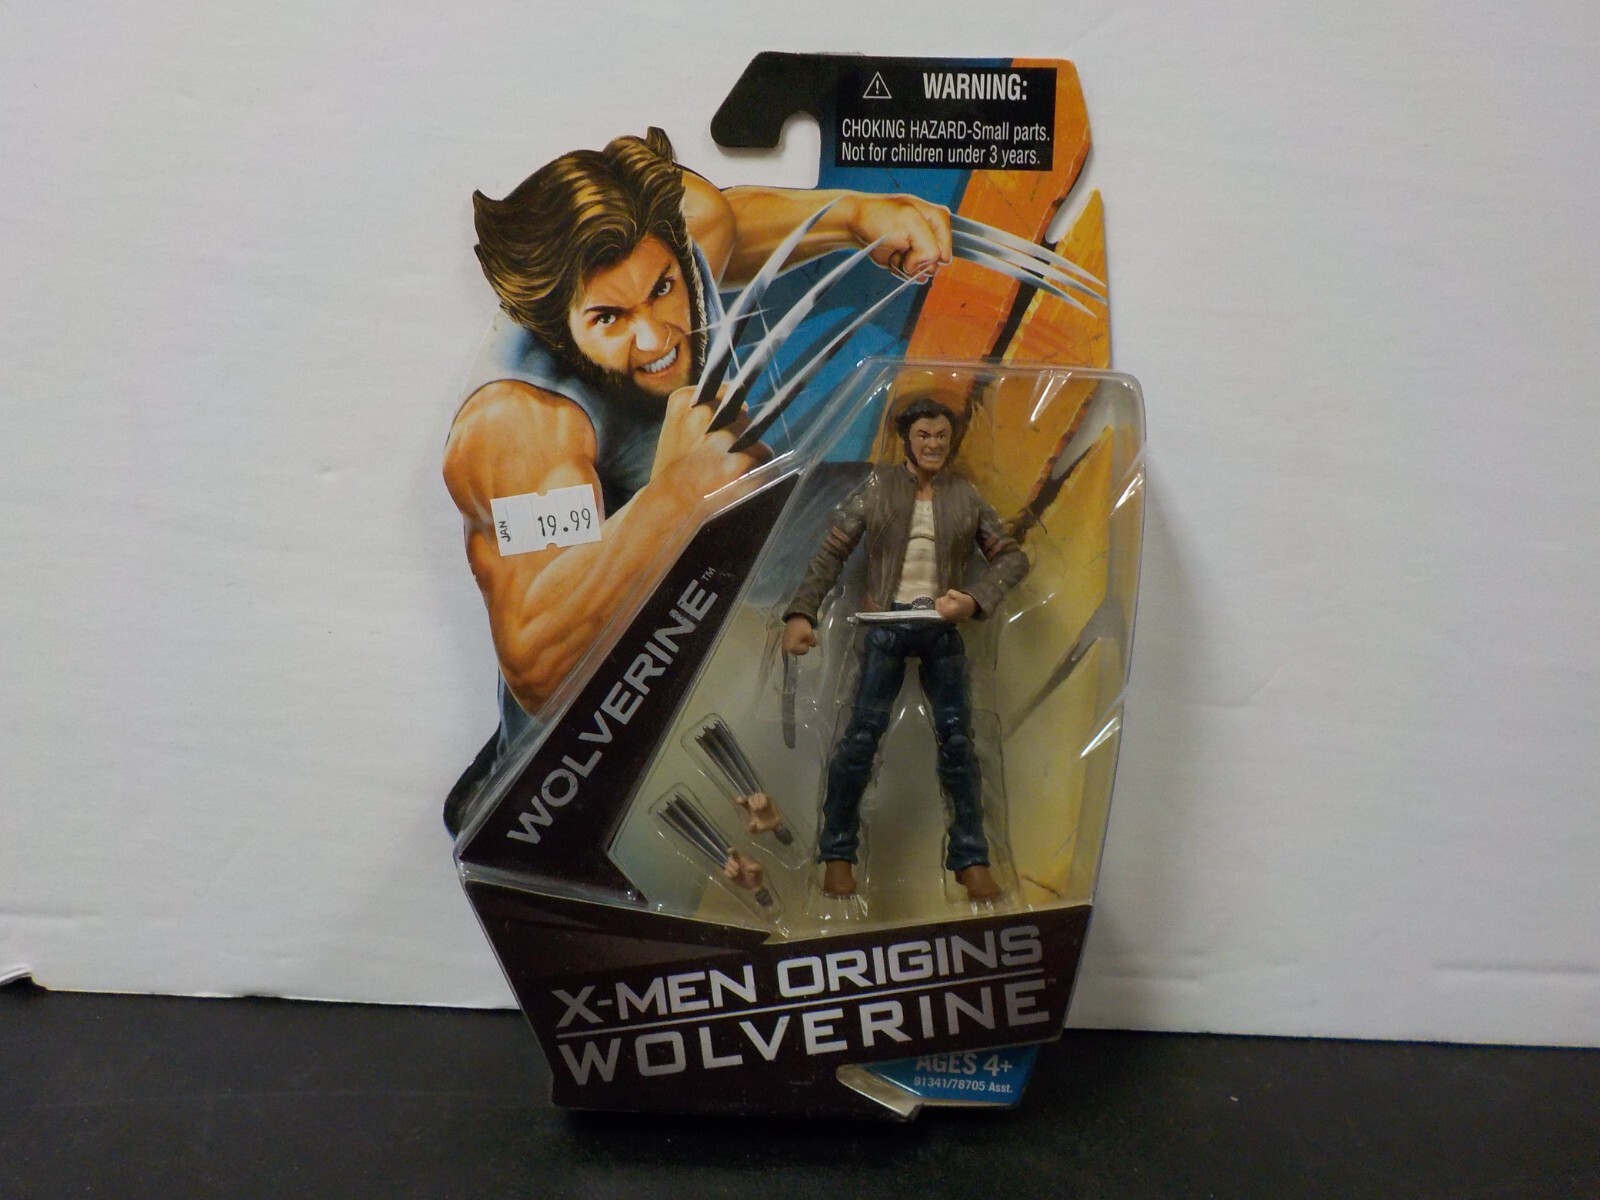 WARNING:
CHOKING HAZARD-Small parts.
Not for children under 3 years.
JAN 19.99
WOLVERINE™
X-MEN ORIGINS
WOLVERINE™
AGES 4+
91341/78705 Asst.